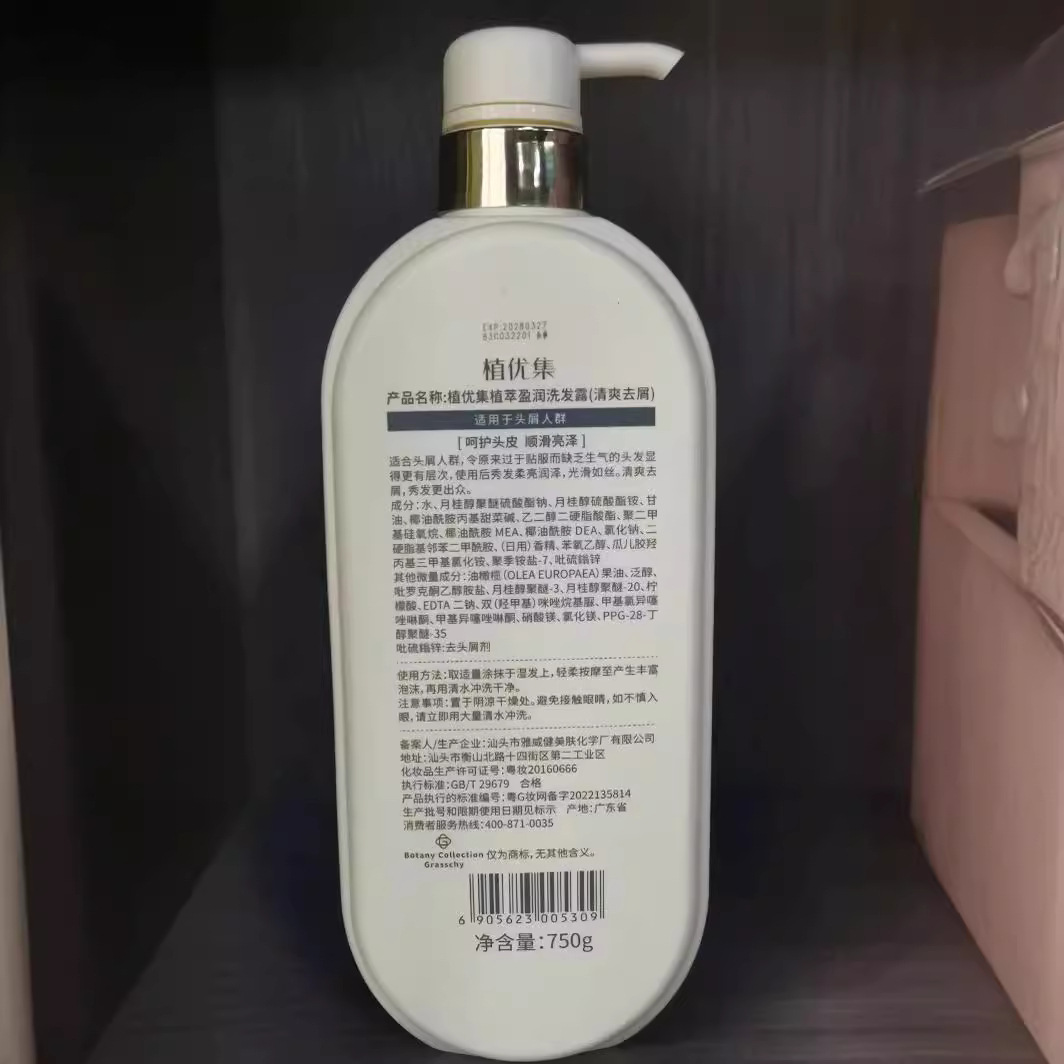 EXP 20280327
B3C032201
植优集
产品名称:植优集植萃盈润洗发露(清爽去屑)
适用于头屑人群
[ 呵护头皮 顺滑亮泽 ]
适合头屑人群,令原来过于贴服而缺乏生气的头发显
得更有层次,使用后秀发柔亮润泽,光滑如丝。清爽去
屑,秀发更出众。
成分:水、月桂醇聚醚硫酸酯钠、月桂醇硫酸酯铵、甘
油、椰油酰胺丙基甜菜碱、乙二醇二硬脂酸酯、聚二甲
基硅氧烷、椰油酰胺 MEA、椰油酰胺 DEA、氯化钠、二
硬脂基邻苯二甲酰胺、(日用)香精、苯氧乙醇、瓜儿胶羟
丙基三甲基氯化铵、聚季铵盐-7、吡硫鎓锌
其他微量成分:油橄榄(OLEA EUROPAEA)果油、泛醇、
吡罗克酮乙醇胺盐、月桂醇聚醚-3、月桂醇聚醚-20、柠
檬酸、EDTA 二钠、双(羟甲基)咪唑烷基脲、甲基氯异噻
唑啉酮、甲基异噻唑啉酮、硝酸镁、氯化镁、PPG-28-丁
醇聚醚-35
吡硫鎓锌:去头屑剂
使用方法:取适量涂抹于湿发上,轻柔按摩至产生丰富
泡沫,再用清水冲洗干净。
注意事项:置于阴凉干燥处。避免接触眼睛,如不慎入
眼,请立即用大量清水冲洗。
备案人/生产企业:汕头市雅威健美肤化学厂有限公司
地址:汕头市衡山北路十四街区第二工业区
化妆品生产许可证号:粤妆20160666
执行标准:GB/T 29679 合格
产品执行的标准编号:粤G妆网备字2022135814
生产批号和限期使用日期见标示 产地:广东省
消费者服务热线:400-871-0035
Botany Collection 仅为商标,无其他含义。
Grasschy
6 905623 005309
净含量:750g